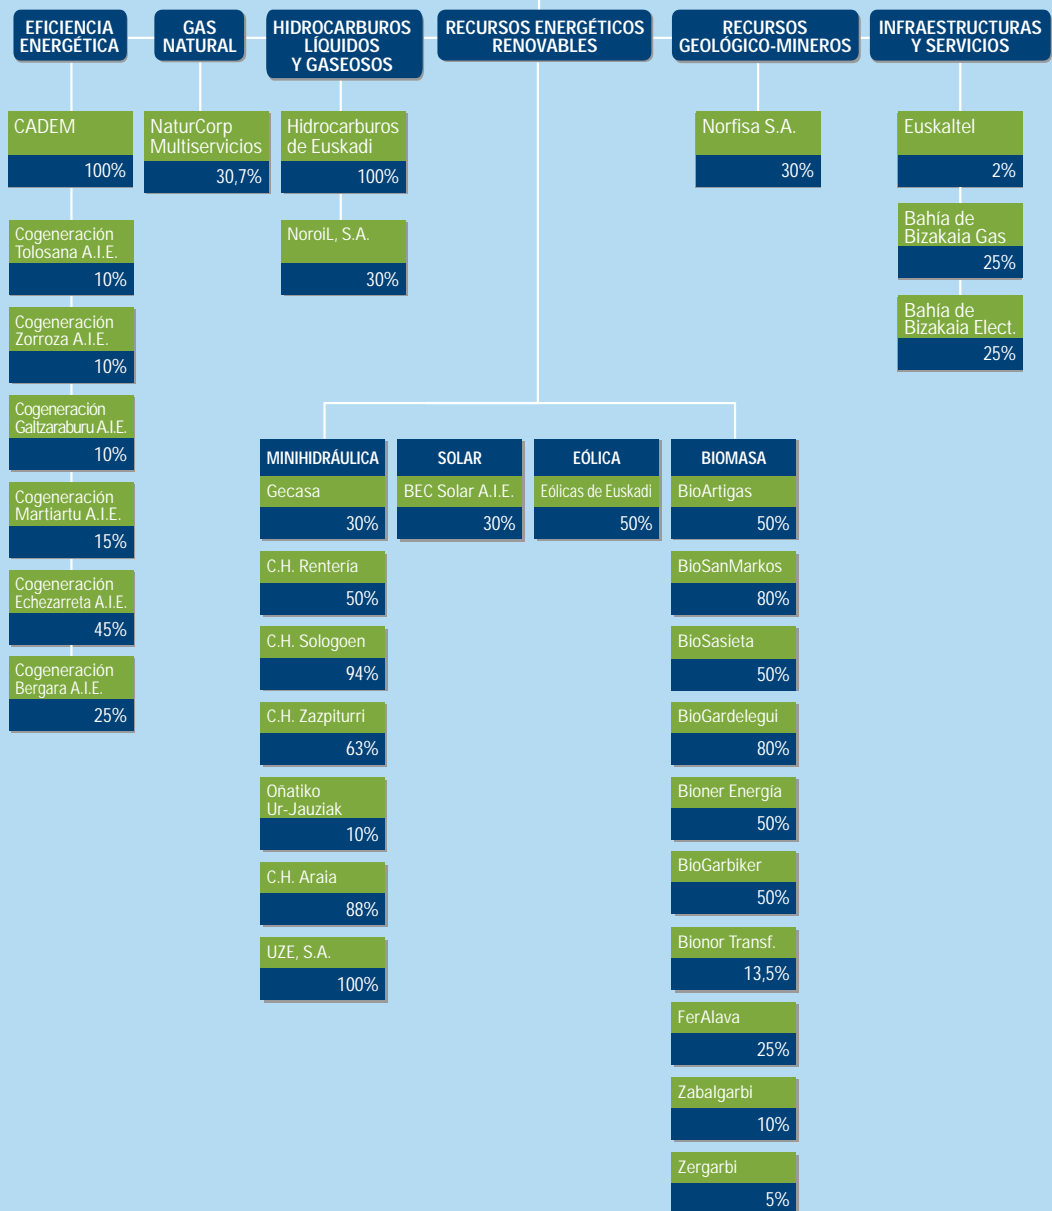 EFICIENCIA
ENERGÉTICA
GAS
NATURAL
HIDROCARBUROS
LÍQUIDOS
Y GASEOSOS
RECURSOS ENERGÉTICOS
RENOVABLES
RECURSOS
GEOLÓGICO-MINEROS
INFRAESTRUCTURAS
Y SERVICIOS
CADEM
100%
Cogeneración
Tolosana A.I.E.
10%
Cogeneración
Zorroza A.I.E.
10%
Cogeneración
Galtzaraburu A.I.E.
10%
Cogeneración
Martiartu A.I.E.
15%
Cogeneración
Echezarreta A.I.E.
45%
Cogeneración
Bergara A.I.E.
25%
NaturCorp
Multiservicios
30,7%
Hidrocarburos
de Euskadi
100%
NoroiL, S.A.
30%
MINIHIDRÁULICA
Gecasa
30%
C.H. Rentería
50%
C.H. Sologoen
94%
C.H. Zazpiturri
63%
Oñatiko
Ur-Jauziak
10%
C.H. Araia
88%
UZE, S.A.
100%
SOLAR
BEC Solar A.I.E.
30%
EÓLICA
Eólicas de Euskadi
50%
BIOMASA
BioArtigas
50%
BioSanMarkos
80%
BioSasieta
50%
BioGardelegui
80%
Bioner Energía
50%
BioGarbiker
50%
Bionor Transf.
13,5%
FerAlava
25%
Zabalgarbi
10%
Zergarbi
5%
Norfisa S.A.
30%
Euskaltel
2%
Bahía de
Bizakaia Gas
25%
Bahía de
Bizakaia Elect.
25%